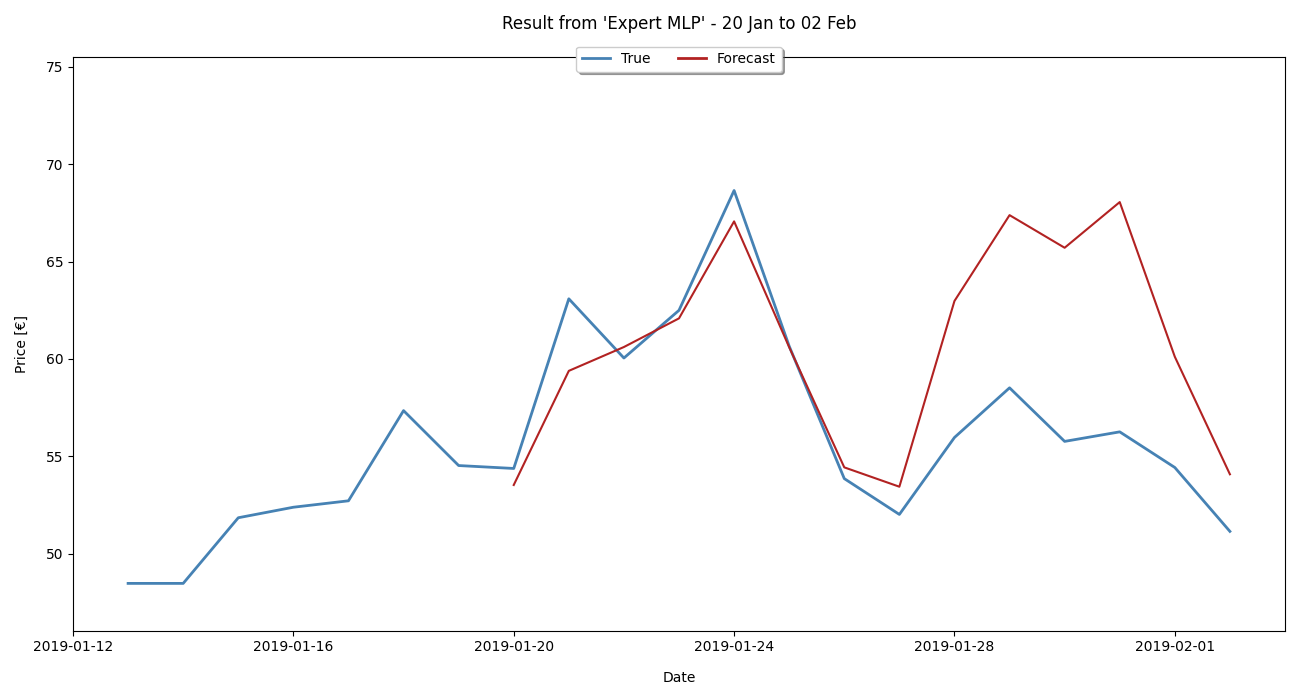 Result from 'Expert MLP' - 20 Jan to 02 Feb
True Forecast
75
70
65
60
55
50
Price [€]
2019-01-12 2019-01-16 2019-01-20 2019-01-24 2019-01-28 2019-02-01
Date